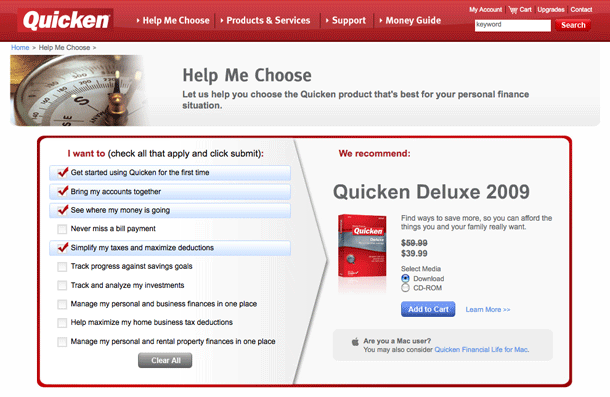 My Account Cart Upgrades Contact
Quicken
Help Me Choose
Products & Services
Support
Money Guide
keyword
Search
Home > Help Me Choose >
Help Me Choose
Let us help you choose the Quicken product that's best for your personal finance
situation.
I want to (check all that apply and click submit):
Get started using Quicken for the first time
Bring my accounts together
See where my money is going
Never miss a bill payment
Simplify my taxes and maximize deductions
Track progress against savings goals
Track and analyze my investments
Manage my personal and business finances in one place
Help maximize my home business tax deductions
Manage my personal and rental property finances in one place
Clear All
We recommend:
Quicken Deluxe 2009
Quicken
Deluxe
Find ways to save more, so you can afford the
things you and your family really want.
$59.99
$39.99
Select Media
Download
CD-ROM
Add to Cart
Learn More >>
Are you a Mac user?
You may also consider Quicken Financial Life for Mac.